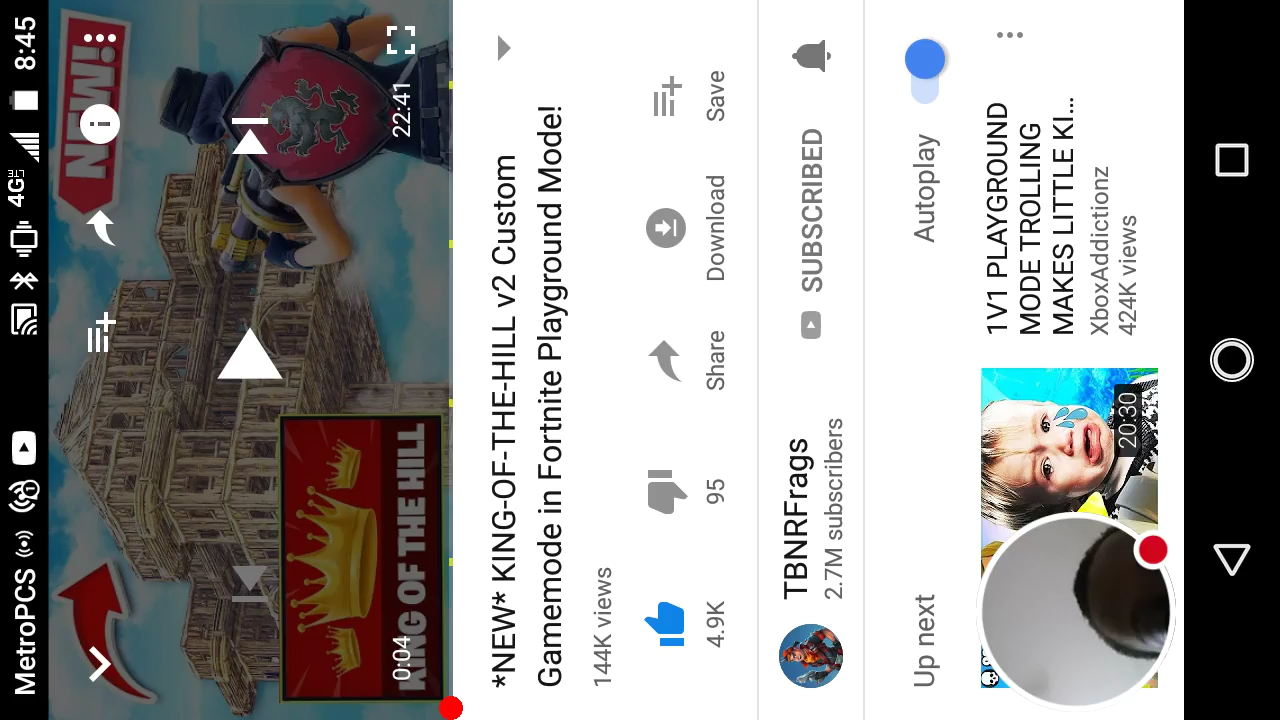 MetroPCS
4G
8:45
NEW!
KING OF THE HILL
0:04
22:41
*NEW* KING-OF-THE-HILL v2 Custom
Gamemode in Fortnite Playground Mode!
144K views
4.9K
95
Share
Download
Save
TBNRFrags
2.7M subscribers
SUBSCRIBED
Up next
Autoplay
20:30
1V1 PLAYGROUND
MODE TROLLING
MAKES LITTLE KI...
XboxAddictionz
424K views